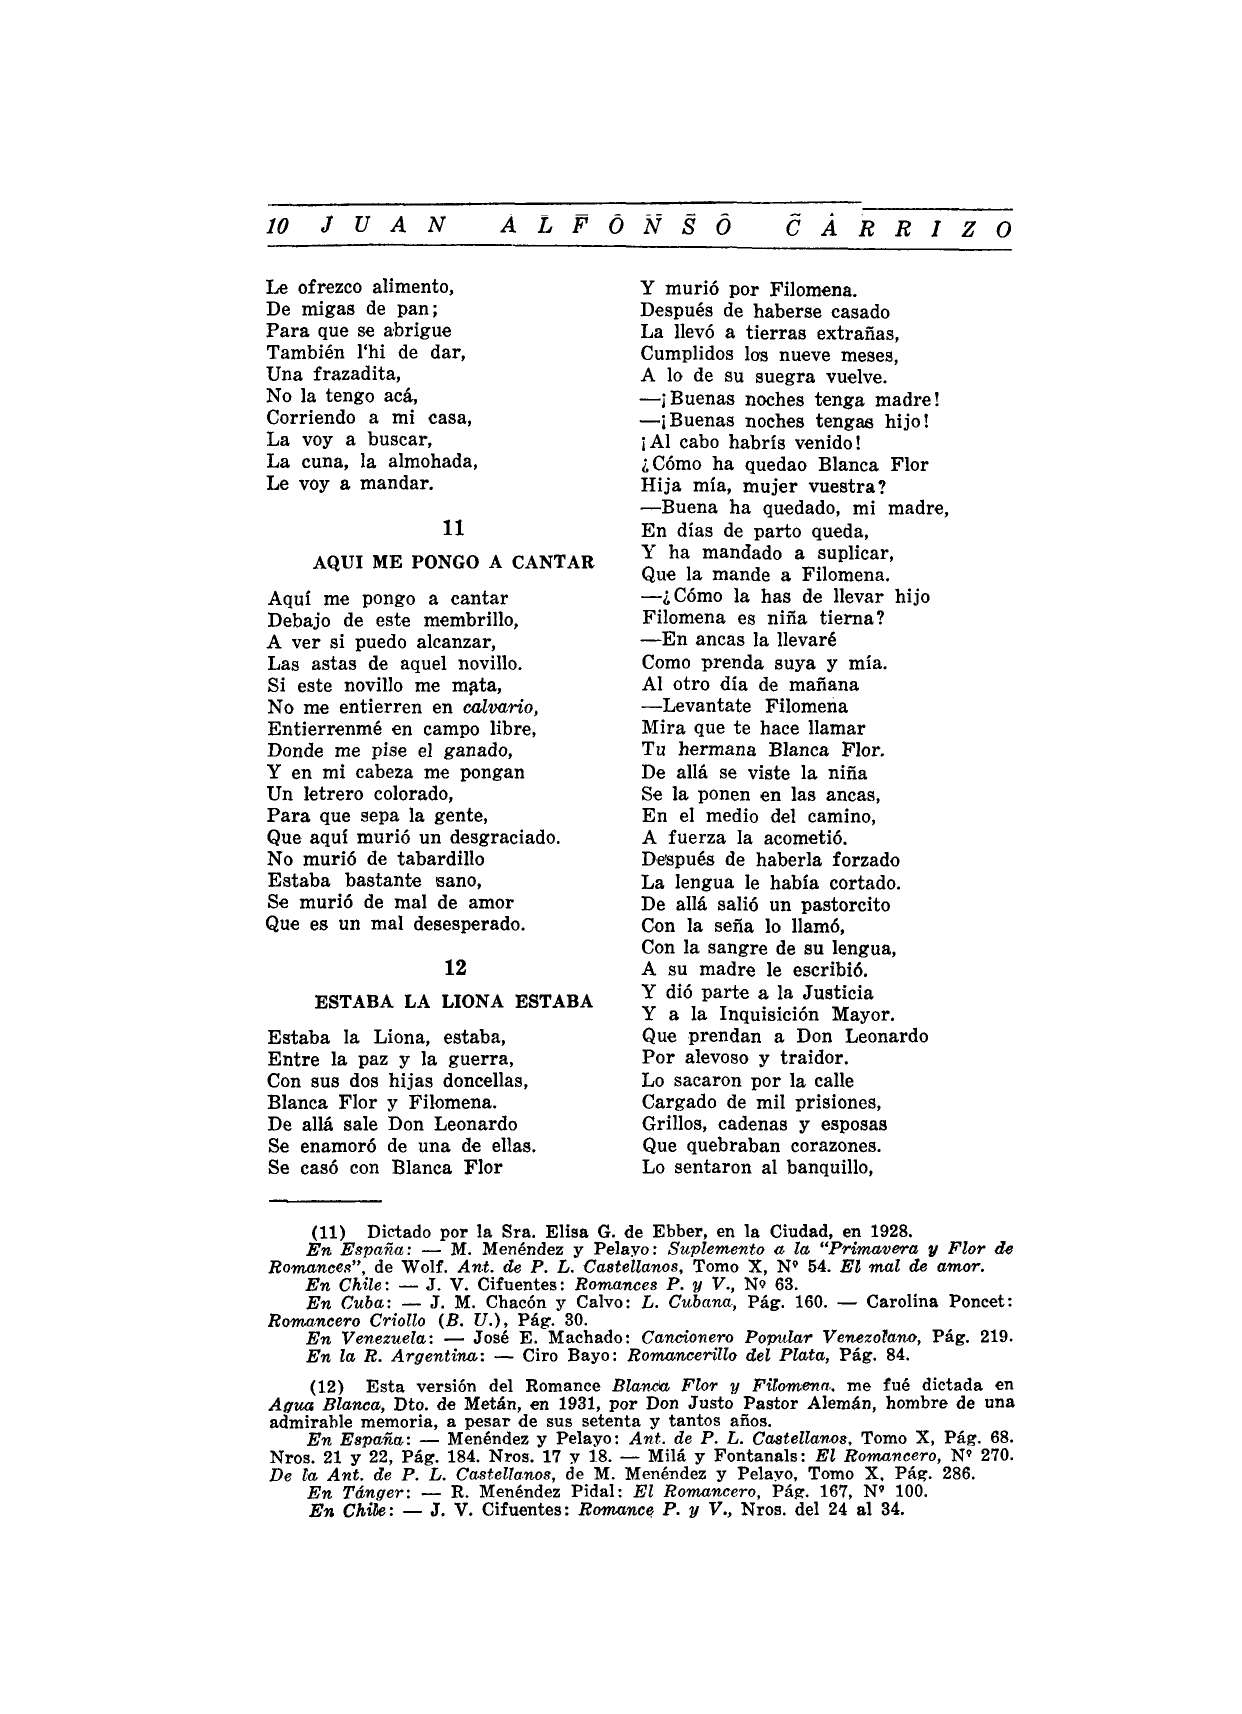 10 JUAN ALFONSO CARRIZO
Le ofrezco alimento,
De migas de pan;
Para que se abrigue
También l'hi de dar,
Una frazadita,
No la tengo acá,
Corriendo a mi casa,
La voy a buscar,
La cuna, la almohada,
Le voy a mandar.
11
AQUI ME PONGO A CANTAR
Aquí me pongo a cantar
Debajo de este membrillo,
A ver si puedo alcanzar,
Las astas de aquel novillo.
Si este novillo me mata,
No me entierren en calvario,
Entierrenmé en campo libre,
Donde me pise el ganado,
Y en mi cabeza me pongan
Un letrero colorado,
Para que sepa la gente,
Que aquí murió un desgraciado.
No murió de tabardillo
Estaba bastante sano,
Se murió de mal de amor
Que es un mal desesperado.
12
ESTABA LA LIONA ESTABA
Estaba la Liona, estaba,
Entre la paz y la guerra,
Con sus dos hijas doncellas,
Blanca Flor y Filomena.
De allá sale Don Leonardo
Se enamoró de una de ellas.
Se casó con Blanca Flor
Y murió por Filomena.
Después de haberse casado
La llevó a tierras extrañas,
Cumplidos los nueve meses,
A lo de su suegra vuelve.
—¡Buenas noches tenga madre!
—¡Buenas noches tengas hijo!
¡Al cabo habrís venido!
¿Cómo ha quedao Blanca Flor
Hija mía, mujer vuestra?
—Buena ha quedado, mi madre,
En días de parto queda,
Y ha mandado a suplicar,
Que la mande a Filomena.
—¿Cómo la has de llevar hijo
Filomena es niña tierna?
—En ancas la llevaré
Como prenda suya y mía.
Al otro día de mañana
—Levantate Filomena
Mira que te hace llamar
Tu hermana Blanca Flor.
De allá se viste la niña
Se la ponen en las ancas,
En el medio del camino,
A fuerza la acometió.
Después de haberla forzado
La lengua le había cortado.
De allá salió un pastorcito
Con la seña lo llamó,
Con la sangre de su lengua,
A su madre le escribió.
Y dió parte a la Justicia
Y a la Inquisición Mayor.
Que prendan a Don Leonardo
Por alevoso y traidor.
Lo sacaron por la calle
Cargado de mil prisiones,
Grillos, cadenas y esposas
Que quebraban corazones.
Lo sentaron al banquillo,
(11) Dictado por la Sra. Elisa G. de Ebber, en la Ciudad, en 1928.
En España: — M. Menéndez y Pelayo: Suplemento a la "Primavera y Flor de
Romances", de Wolf. Ant. de P. L. Castellanos, Tomo X, Nº 54. El mal de amor.
En Chile: — J. V. Cifuentes: Romances P. y V., Nº 63.
En Cuba: — J. M. Chacón y Calvo: L. Cubana, Pág. 160. — Carolina Poncet:
Romancero Criollo (B. U.), Pág. 30.
En Venezuela: — José E. Machado: Cancionero Popular Venezolano, Pág. 219.
En la R. Argentina: — Ciro Bayo: Romancerillo del Plata, Pág. 84.
(12) Esta versión del Romance Blanca Flor y Filomena, me fué dictada en
Agua Blanca, Dto. de Metán, en 1931, por Don Justo Pastor Alemán, hombre de una
admirable memoria, a pesar de sus setenta y tantos años.
En España: — Menéndez y Pelayo: Ant. de P. L. Castellanos, Tomo X, Pág. 68.
Nros. 21 y 22, Pág. 184. Nros. 17 y 18. — Milá y Fontanals: El Romancero, Nº 270.
De la Ant. de P. L. Castellanos, de M. Menéndez y Pelayo, Tomo X, Pág. 286.
En Tánger: — R. Menéndez Pidal: El Romancero, Pág. 167, Nº 100.
En Chile: — J. V. Cifuentes: Romance P. y V., Nros. del 24 al 34.